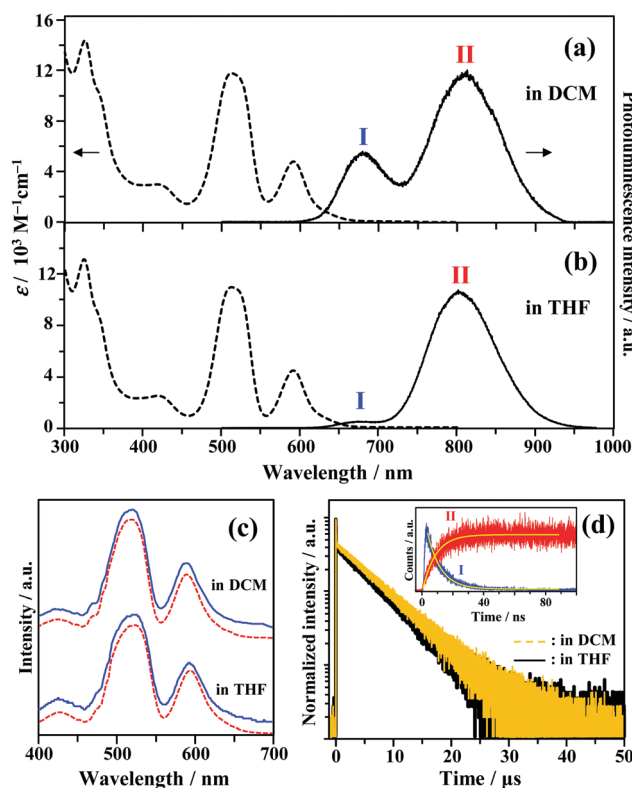 16
12
8
4
0
12
8
4
0
ε / 10³ M⁻¹cm⁻¹
Photoluminescence intensity / a.u.
(a)
I
II
in DCM
(b)
I
II
in THF
300 400 500 600 700 800 900 1000
Wavelength / nm
(c)
in DCM
in THF
Intensity / a.u.
400 500 600 700
Wavelength / nm
(d)
Normalized intensity / a.u.
II
I
Counts / a.u.
0 40 80
Time / ns
: in DCM
: in THF
0 10 20 30 40 50
Time / μs